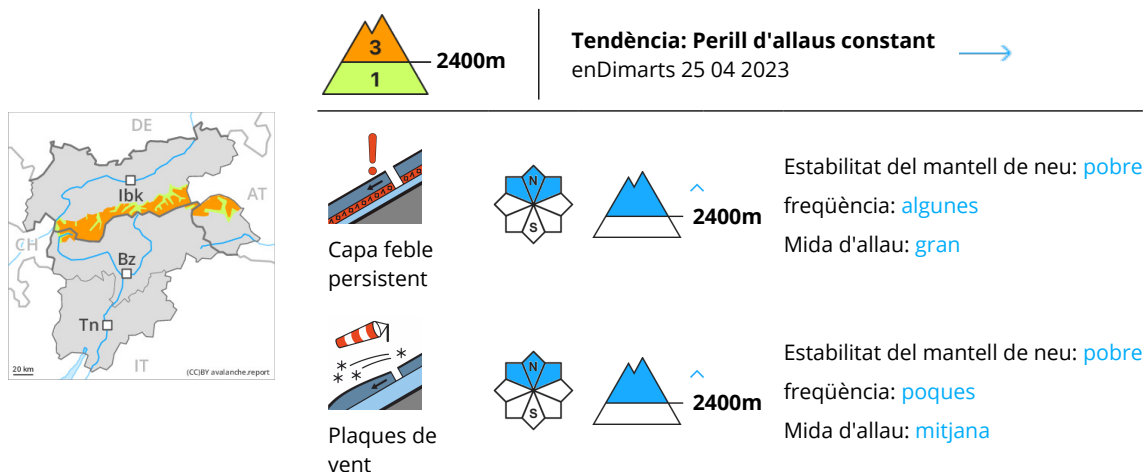 3
1
2400m
Tendència: Perill d'allaus constant
enDimarts 25 04 2023
DE
Ibk
AT
CH
Bz
Tn
IT
20 km
(CC)BY avalanche.report
Capa feble
persistent
N
S
2400m
Estabilitat del mantell de neu: pobre
freqüència: algunes
Mida d'allau: gran
Plaques de
vent
N
S
2400m
Estabilitat del mantell de neu: pobre
freqüència: poques
Mida d'allau: mitjana